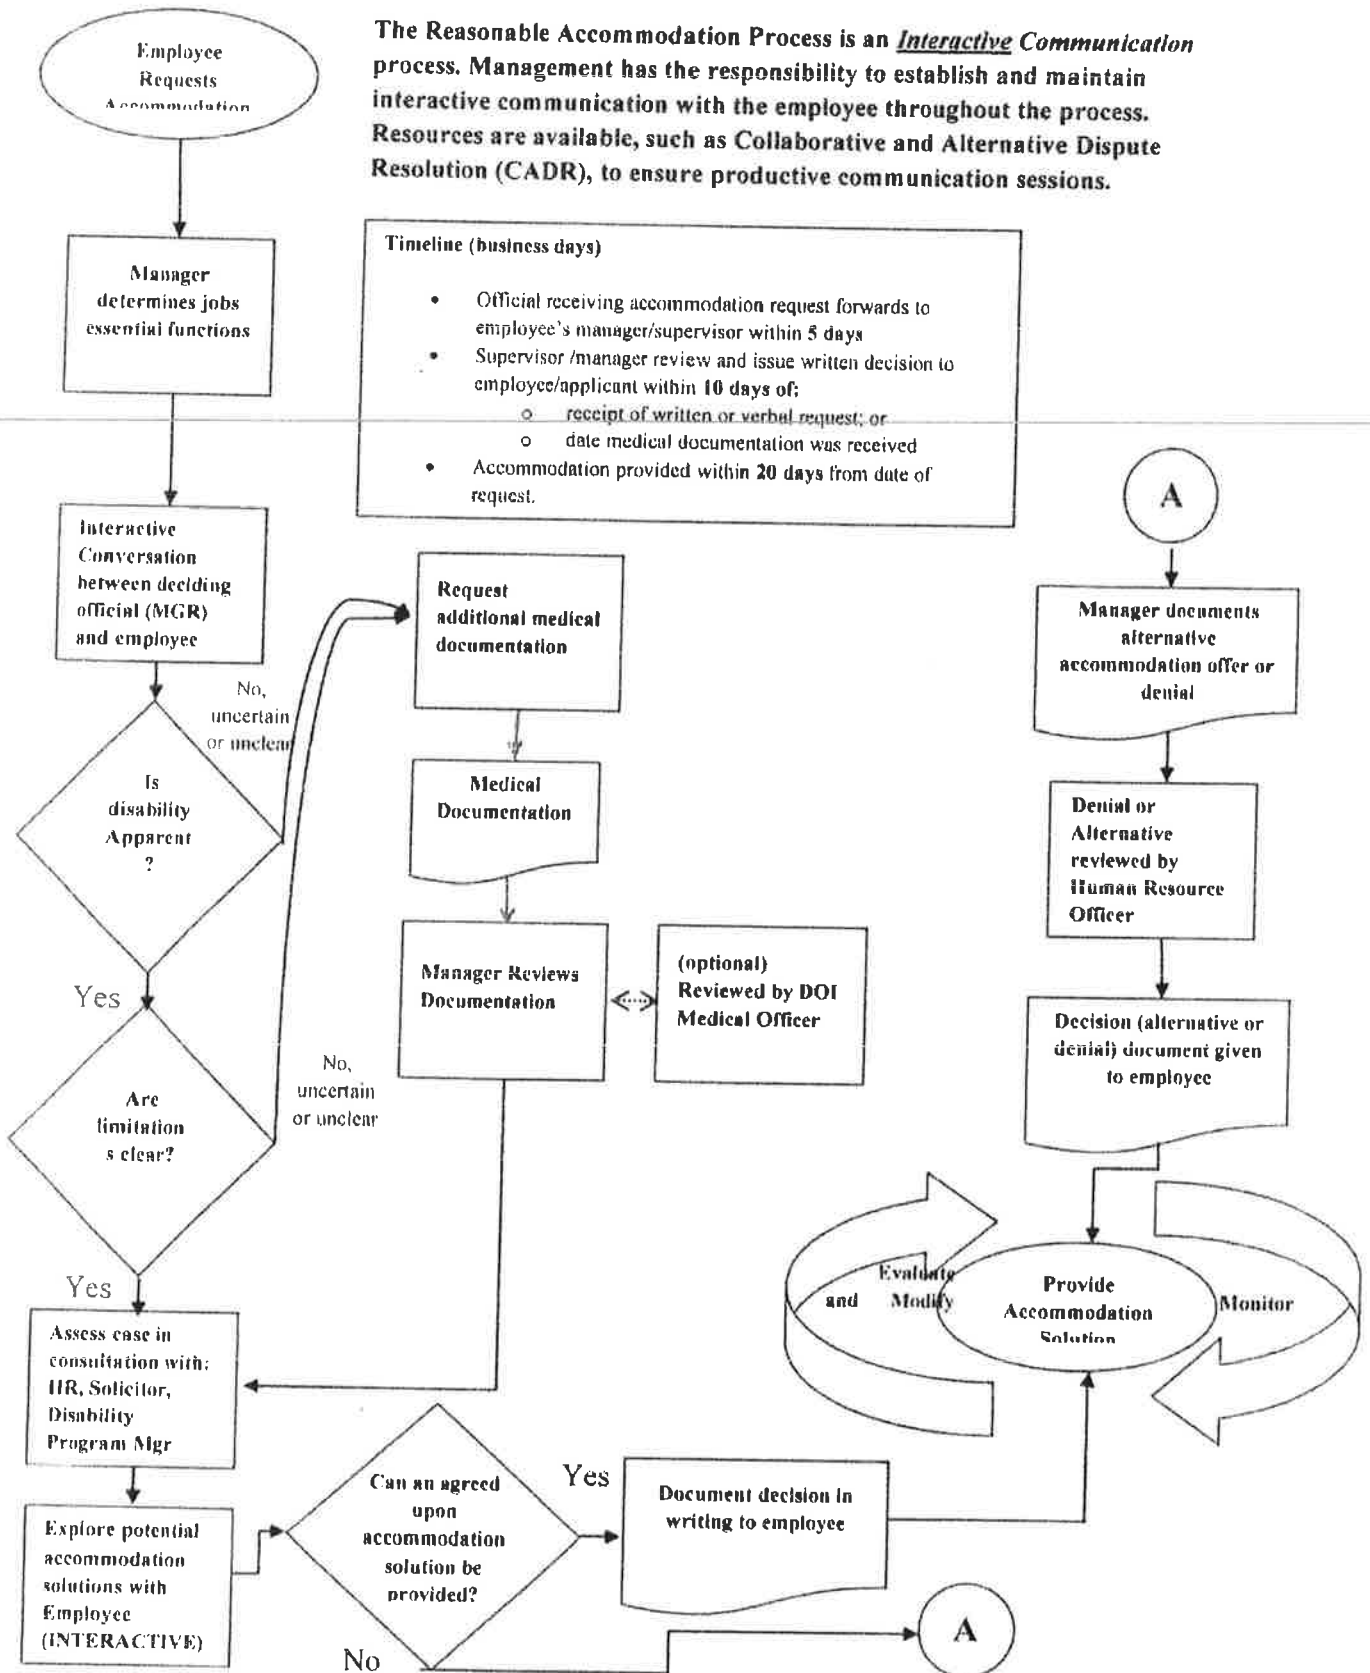 Employee
Requests
Accommodation
The Reasonable Accommodation Process is an Interactive Communication
process. Management has the responsibility to establish and maintain
interactive communication with the employee throughout the process.
Resources are available, such as Collaborative and Alternative Dispute
Resolution (CADR), to ensure productive communication sessions.
Manager
determines jobs
essential functions
Timeline (business days)
• Official receiving accommodation request forwards to
employee's manager/supervisor within 5 days
• Supervisor /manager review and issue written decision to
employee/applicant within 10 days of:
o receipt of written or verbal request; or
o date medical documentation was received
• Accommodation provided within 20 days from date of
request.
Interactive
Conversation
between deciding
official (MGR)
and employee
No,
uncertain
or unclear
Is
disability
Apparent
?
Yes
Are
limitation
s clear?
No,
uncertain
or unclear
Yes
Request
additional medical
documentation
Medical
Documentation
Manager Reviews
Documentation
(optional)
Reviewed by DOI
Medical Officer
Assess case in
consultation with:
HR, Solicitor,
Disability
Program Mgr
Explore potential
accommodation
solutions with
Employee
(INTERACTIVE)
Can an agreed
upon
accommodation
solution be
provided?
Yes
No
Document decision in
writing to employee
A
A
Manager documents
alternative
accommodation offer or
denial
Denial or
Alternative
reviewed by
Human Resource
Officer
Decision (alternative or
denial) document given
to employee
Evaluate
and Modify
Provide
Accommodation
Solution
Monitor